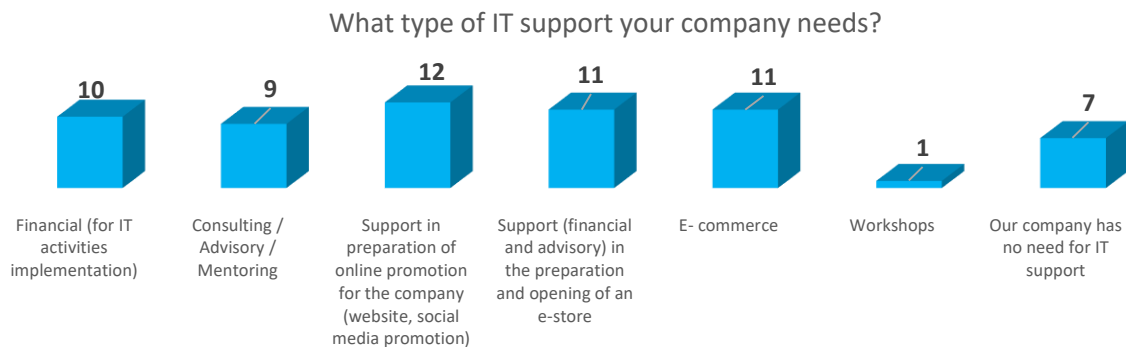 What type of IT support your company needs?
10
9
12
11
11
1
7
Financial (for IT
activities
implementation)
Consulting /
Advisory /
Mentoring
Support in
preparation of
online promotion
for the company
(website, social
media promotion)
Support (financial
and advisory) in
the preparation
and opening of an
e-store
E- commerce
Workshops
Our company has
no need for IT
support